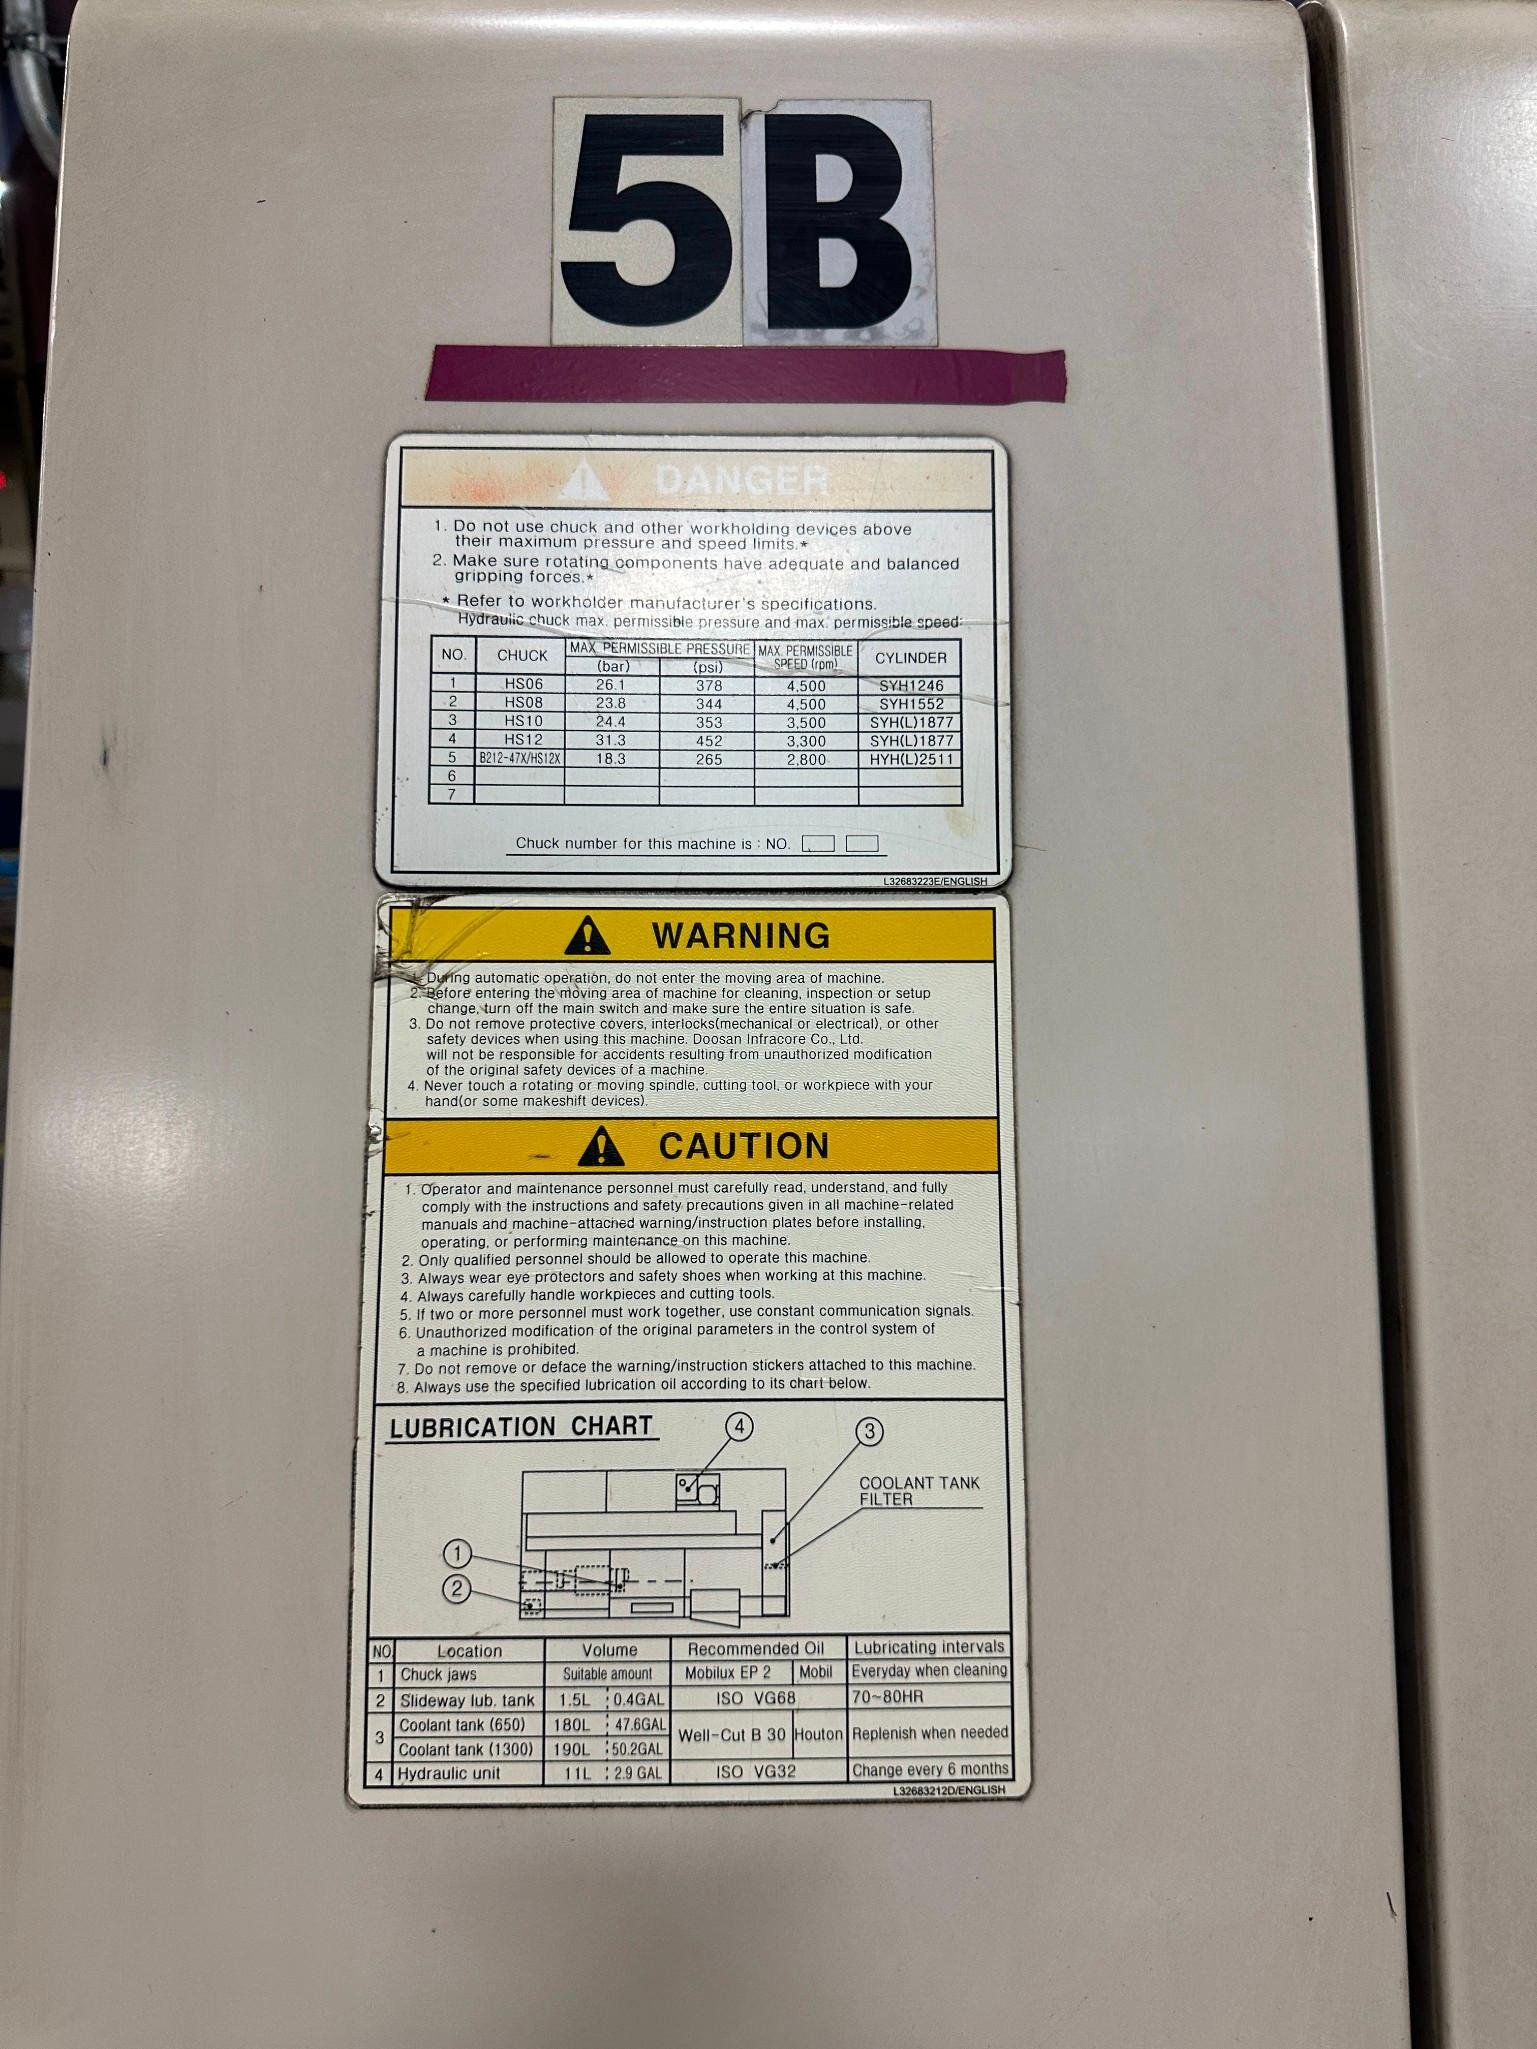 5B
DANGER
1. Do not use chuck and other workholding devices above
their maximum pressure and speed limits.*
2. Make sure rotating components have adequate and balanced
gripping forces.*
* Refer to workholder manufacturer's specifications.
Hydraulic chuck max. permissible pressure and max. permissible speed:
NO. CHUCK MAX. PERMISSIBLE PRESSURE MAX. PERMISSIBLE SPEED (rpm) CYLINDER
(bar) (psi)
1 HS06 26.1 378 4,500 SYH1246
2 HS08 23.8 344 4,500 SYH1552
3 HS10 24.4 353 3,500 SYH(L)1877
4 HS12 31.3 452 3,300 SYH(L)1877
5 B212-47X/HS12X 18.3 265 2,800 HYH(L)2511
6
7
Chuck number for this machine is : NO.
L32683223E/ENGLISH
WARNING
1. During automatic operation, do not enter the moving area of machine.
2. Before entering the moving area of machine for cleaning, inspection or setup
change, turn off the main switch and make sure the entire situation is safe.
3. Do not remove protective covers, interlocks(mechanical or electrical), or other
safety devices when using this machine. Doosan Infracore Co., Ltd.
will not be responsible for accidents resulting from unauthorized modification
of the original safety devices of a machine.
4. Never touch a rotating or moving spindle, cutting tool, or workpiece with your
hand(or some makeshift devices).
CAUTION
1. Operator and maintenance personnel must carefully read, understand, and fully
comply with the instructions and safety precautions given in all machine-related
manuals and machine-attached warning/instruction plates before installing,
operating, or performing maintenance on this machine.
2. Only qualified personnel should be allowed to operate this machine.
3. Always wear eye protectors and safety shoes when working at this machine.
4. Always carefully handle workpieces and cutting tools.
5. If two or more personnel must work together, use constant communication signals.
6. Unauthorized modification of the original parameters in the control system of
a machine is prohibited.
7. Do not remove or deface the warning/instruction stickers attached to this machine.
8. Always use the specified lubrication oil according to its chart below.
LUBRICATION CHART
4
3
COOLANT TANK
FILTER
1
2
NO. Location Volume Recommended Oil Lubricating intervals
1 Chuck jaws Suitable amount Mobilux EP 2 Mobil Everyday when cleaning
2 Slideway lub. tank 1.5L : 0.4GAL ISO VG68 70~80HR
3 Coolant tank (650) 180L : 47.6GAL Well-Cut B 30 Houton Replenish when needed
Coolant tank (1300) 190L : 50.2GAL
4 Hydraulic unit 11L : 2.9 GAL ISO VG32 Change every 6 months
L32683212D/ENGLISH